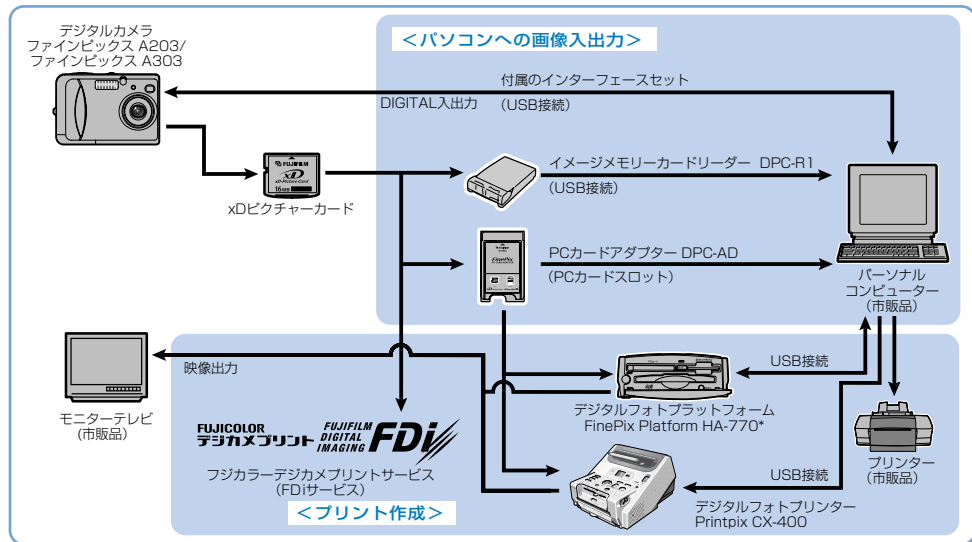 デジタルカメラ
ファインピックス A203/
ファインピックス A303
＜パソコンへの画像入出力＞
付属のインターフェースセット
DIGITAL入出力
（USB接続）
FUJIFILM
xD
xD-Picture Card
16MB
xDピクチャーカード
イメージメモリーカードリーダー DPC-R1
（USB接続）
FinePix
PCカードアダプター DPC-AD
（PCカードスロット）
パーソナル
コンピューター
（市販品）
映像出力
USB接続
モニターテレビ
(市販品)
デジタルフォトプラットフォーム
FinePix Platform HA-770*
FUJICOLOR
デジカメプリント
FUJIFILM
DIGITAL
IMAGING
FDi
フジカラーデジカメプリントサービス
（FDiサービス）
プリンター
（市販品）
USB接続
＜プリント作成＞
デジタルフォトプリンター
Printpix CX-400